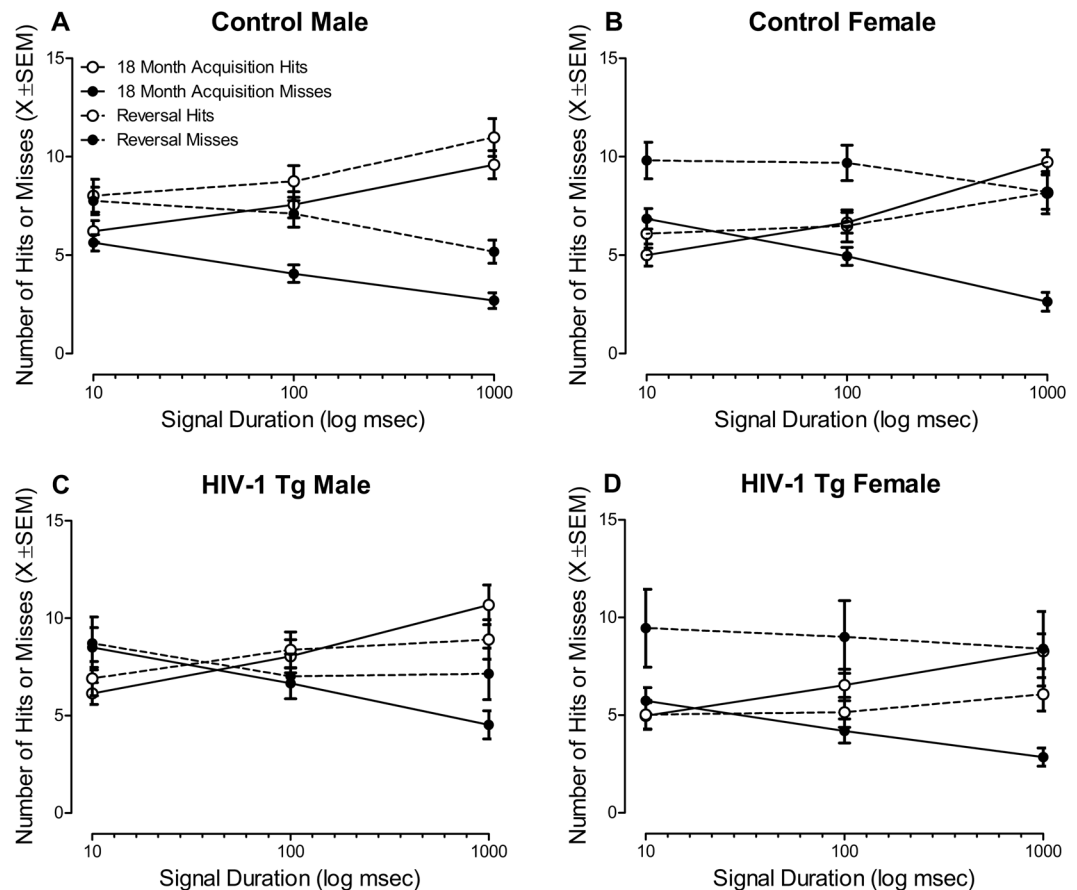 A
Control Male
Number of Hits or Misses (X ±SEM)
15
10
5
0
18 Month Acquisition Hits
18 Month Acquisition Misses
Reversal Hits
Reversal Misses
10
100
1000
Signal Duration (log msec)
B
Control Female
Number of Hits or Misses (X ±SEM)
15
10
5
0
10
100
1000
Signal Duration (log msec)
C
HIV-1 Tg Male
Number of Hits or Misses (X ±SEM)
15
10
5
0
10
100
1000
Signal Duration (log msec)
D
HIV-1 Tg Female
Number of Hits or Misses (X ±SEM)
15
10
5
0
10
100
1000
Signal Duration (log msec)